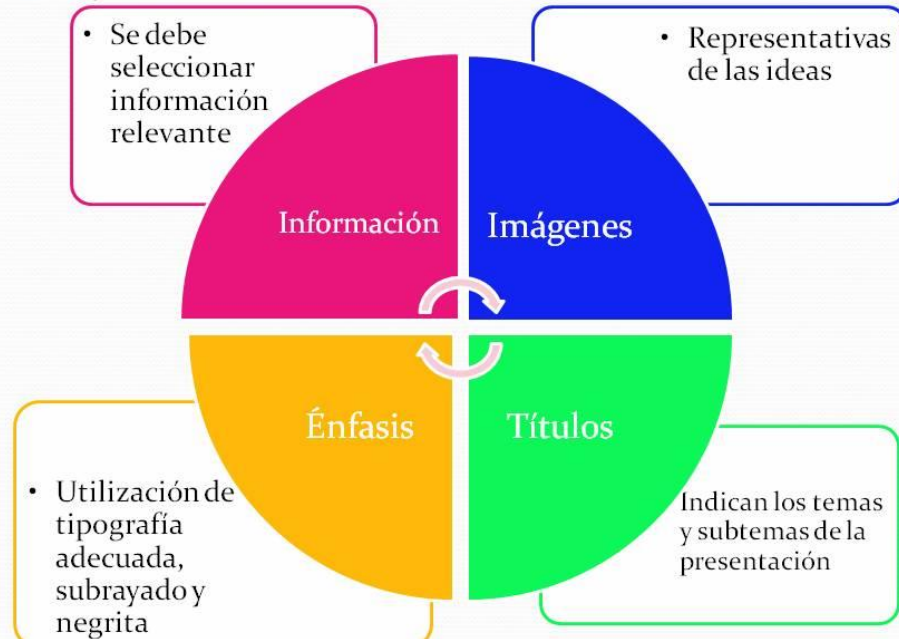 • Se debe
seleccionar
información
relevante
• Representativas
de las ideas
Información
Imágenes
Énfasis
Títulos
• Utilización de
tipografía
adecuada,
subrayado y
negrita
Indican los temas
y subtemas de la
presentación